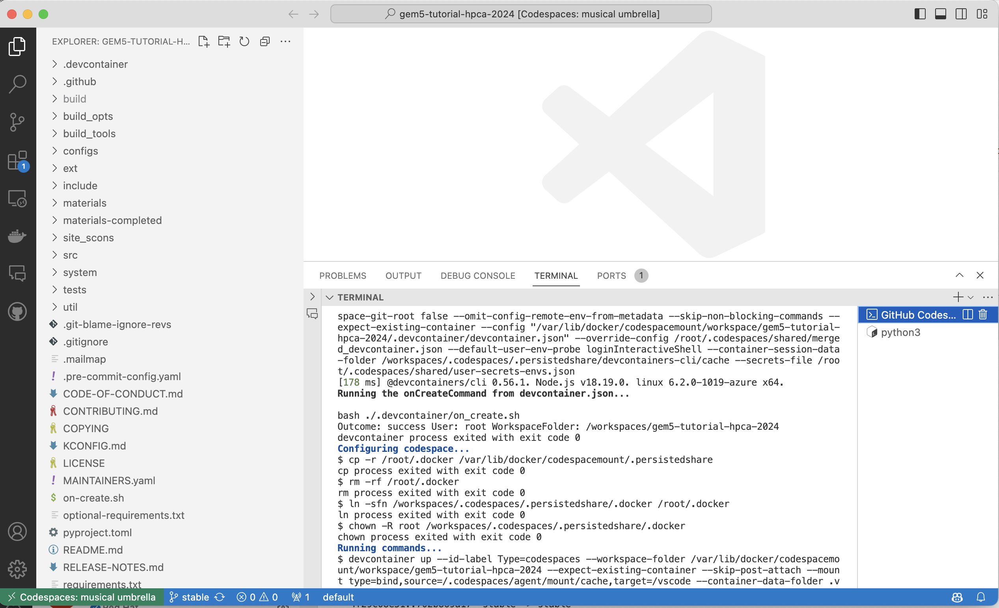 gem5-tutorial-hpca-2024 [Codespaces: musical umbrella]
EXPLORER: GEM5-TUTORIAL-H...
.devcontainer
.github
build
build_opts
build_tools
configs
ext
1
include
materials
materials-completed
site_scons
src
system
tests
util
.git-blame-ignore-revs
.gitignore
.mailmap
.pre-commit-config.yaml
CODE-OF-CONDUCT.md
CONTRIBUTING.md
COPYING
KCONFIG.md
LICENSE
MAINTAINERS.yaml
on-create.sh
optional-requirements.txt
pyproject.toml
README.md
RELEASE-NOTES.md
requirements.txt
PROBLEMS OUTPUT DEBUG CONSOLE TERMINAL PORTS 1
TERMINAL
space-git-root false --omit-config-remote-env-from-metadata --skip-non-blocking-commands --
expect-existing-container --config "/var/lib/docker/codespacemount/workspace/gem5-tutorial-
hpca-2024/.devcontainer/devcontainer.json" --override-config /root/.codespaces/shared/merge
d_devcontainer.json --default-user-env-probe loginInteractiveShell --container-session-data
-folder /workspaces/.codespaces/.persistedshare/devcontainers-cli/cache --secrets-file /roo
t/.codespaces/shared/user-secrets-envs.json
[178 ms] @devcontainers/cli 0.56.1. Node.js v18.19.0. linux 6.2.0-1019-azure x64.
Running the onCreateCommand from devcontainer.json...
bash ./.devcontainer/on_create.sh
Outcome: success User: root WorkspaceFolder: /workspaces/gem5-tutorial-hpca-2024
devcontainer process exited with exit code 0
Configuring codespace...
$ cp -r /root/.docker /var/lib/docker/codespacemount/.persistedshare
cp process exited with exit code 0
$ rm -rf /root/.docker
rm process exited with exit code 0
$ ln -sfn /workspaces/.codespaces/.persistedshare/.docker /root/.docker
ln process exited with exit code 0
$ chown -R root /workspaces/.codespaces/.persistedshare/.docker
chown process exited with exit code 0
Running commands...
$ devcontainer up --id-label Type=codespaces --workspace-folder /var/lib/docker/codespacemo
unt/workspace/gem5-tutorial-hpca-2024 --expect-existing-container --skip-post-attach --moun
t type=bind,source=/.codespaces/agent/mount/cache,target=/vscode --container-data-folder .v
GitHub Codes...
python3
Codespaces: musical umbrella stable 0 0 1 default